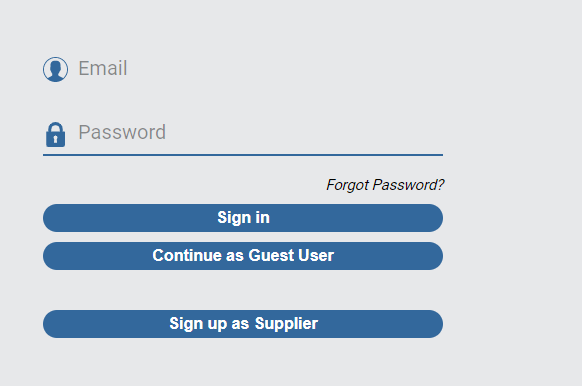 Email
Password
Forgot Password?
Sign in
Continue as Guest User
Sign up as Supplier